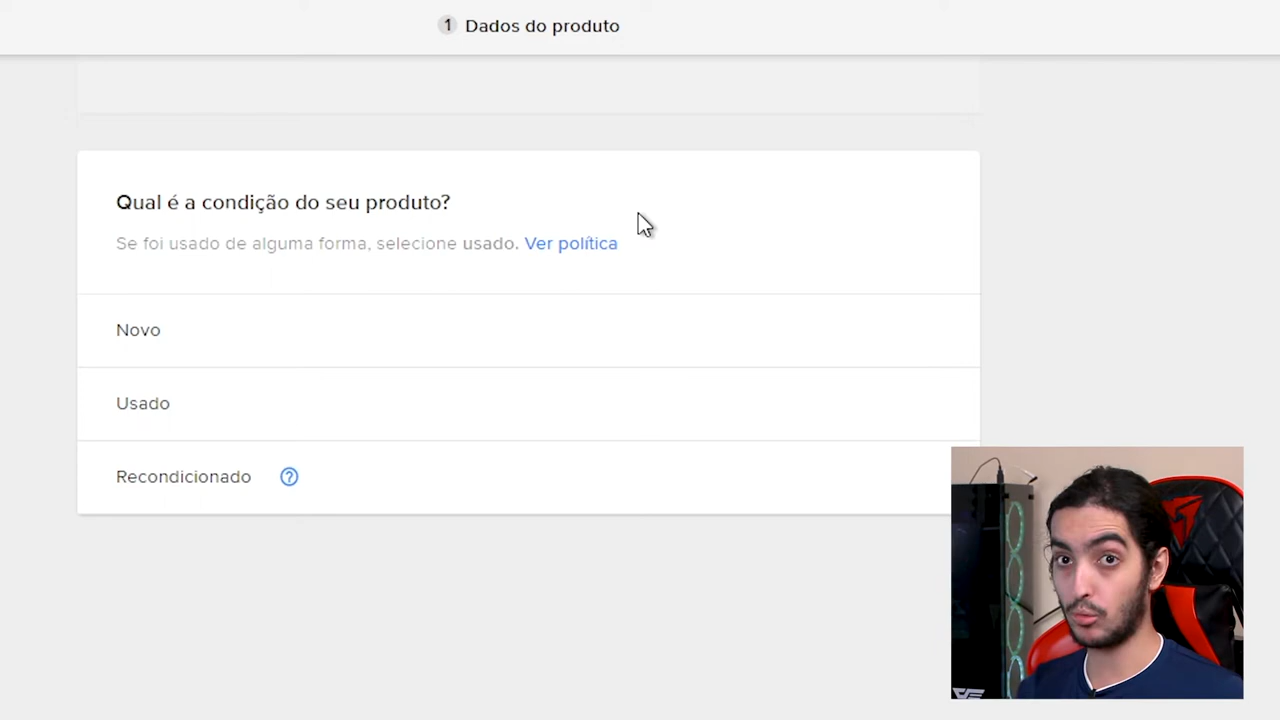 1 Dados do produto
Qual é a condição do seu produto?
Se foi usado de alguma forma, selecione usado. Ver política
Novo
Usado
Recondicionado ?